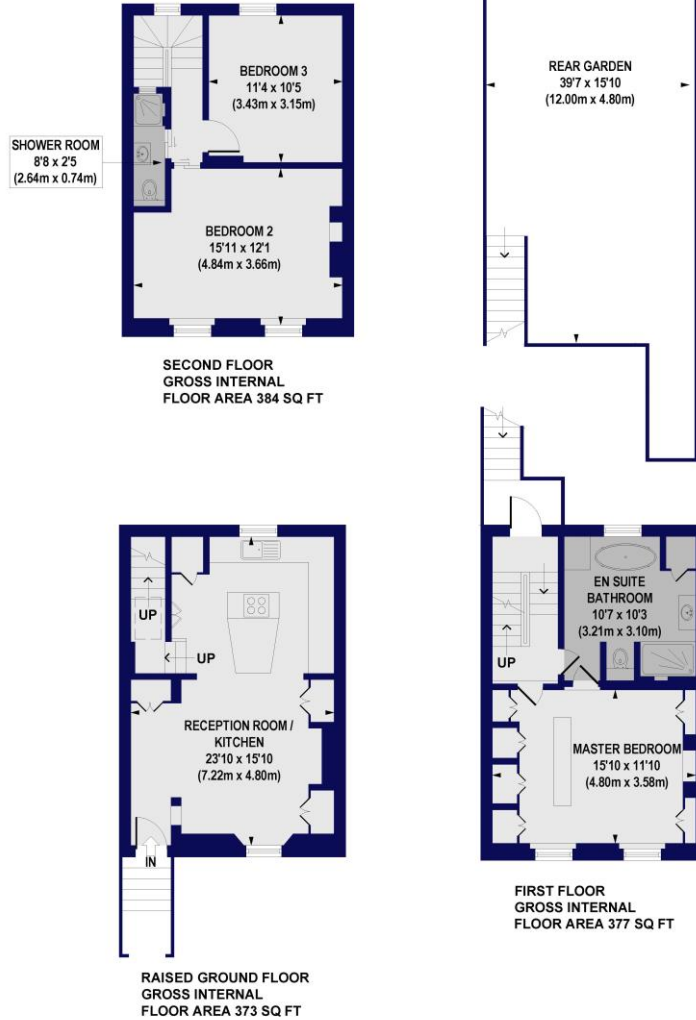 BEDROOM 3
11'4 x 10'5
(3.43m x 3.15m)
SHOWER ROOM
8'8 x 2'5
(2.64m x 0.74m)
BEDROOM 2
15'11 x 12'1
(4.84m x 3.66m)
SECOND FLOOR
GROSS INTERNAL
FLOOR AREA 384 SQ FT
REAR GARDEN
39'7 x 15'10
(12.00m x 4.80m)
UP
UP
RECEPTION ROOM /
KITCHEN
23'10 x 15'10
(7.22m x 4.80m)
IN
RAISED GROUND FLOOR
GROSS INTERNAL
FLOOR AREA 373 SQ FT
EN SUITE
BATHROOM
10'7 x 10'3
(3.21m x 3.10m)
UP
MASTER BEDROOM
15'10 x 11'10
(4.80m x 3.58m)
FIRST FLOOR
GROSS INTERNAL
FLOOR AREA 377 SQ FT